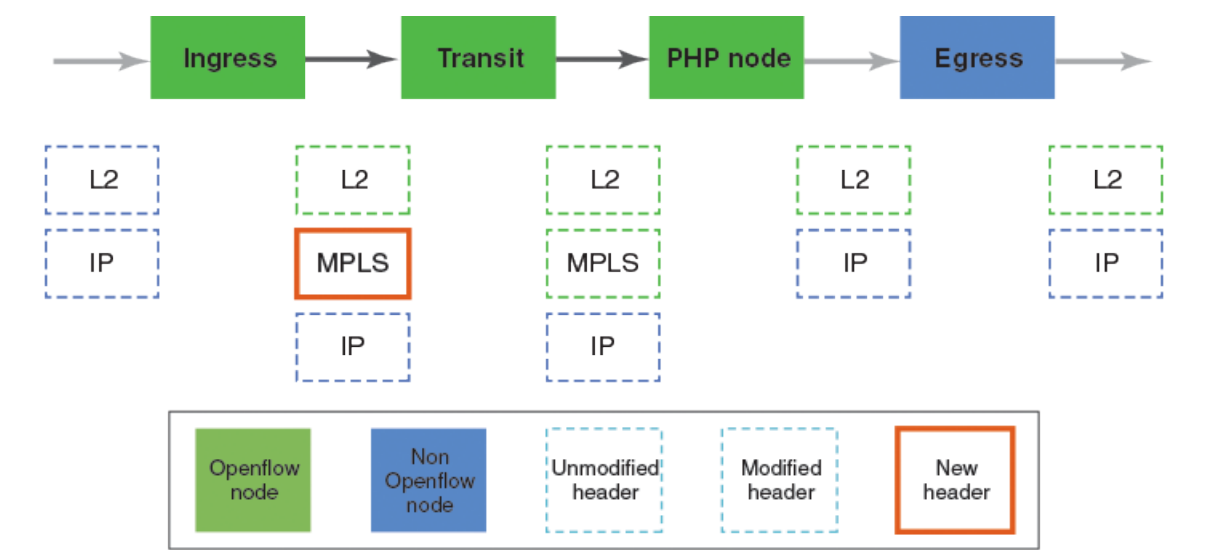 Ingress
Transit
PHP node
Egress
L2
L2
L2
L2
L2
IP
MPLS
MPLS
IP
IP
IP
IP
Openflow
node
Non
Openflow
node
Unmodified
header
Modified
header
New
header